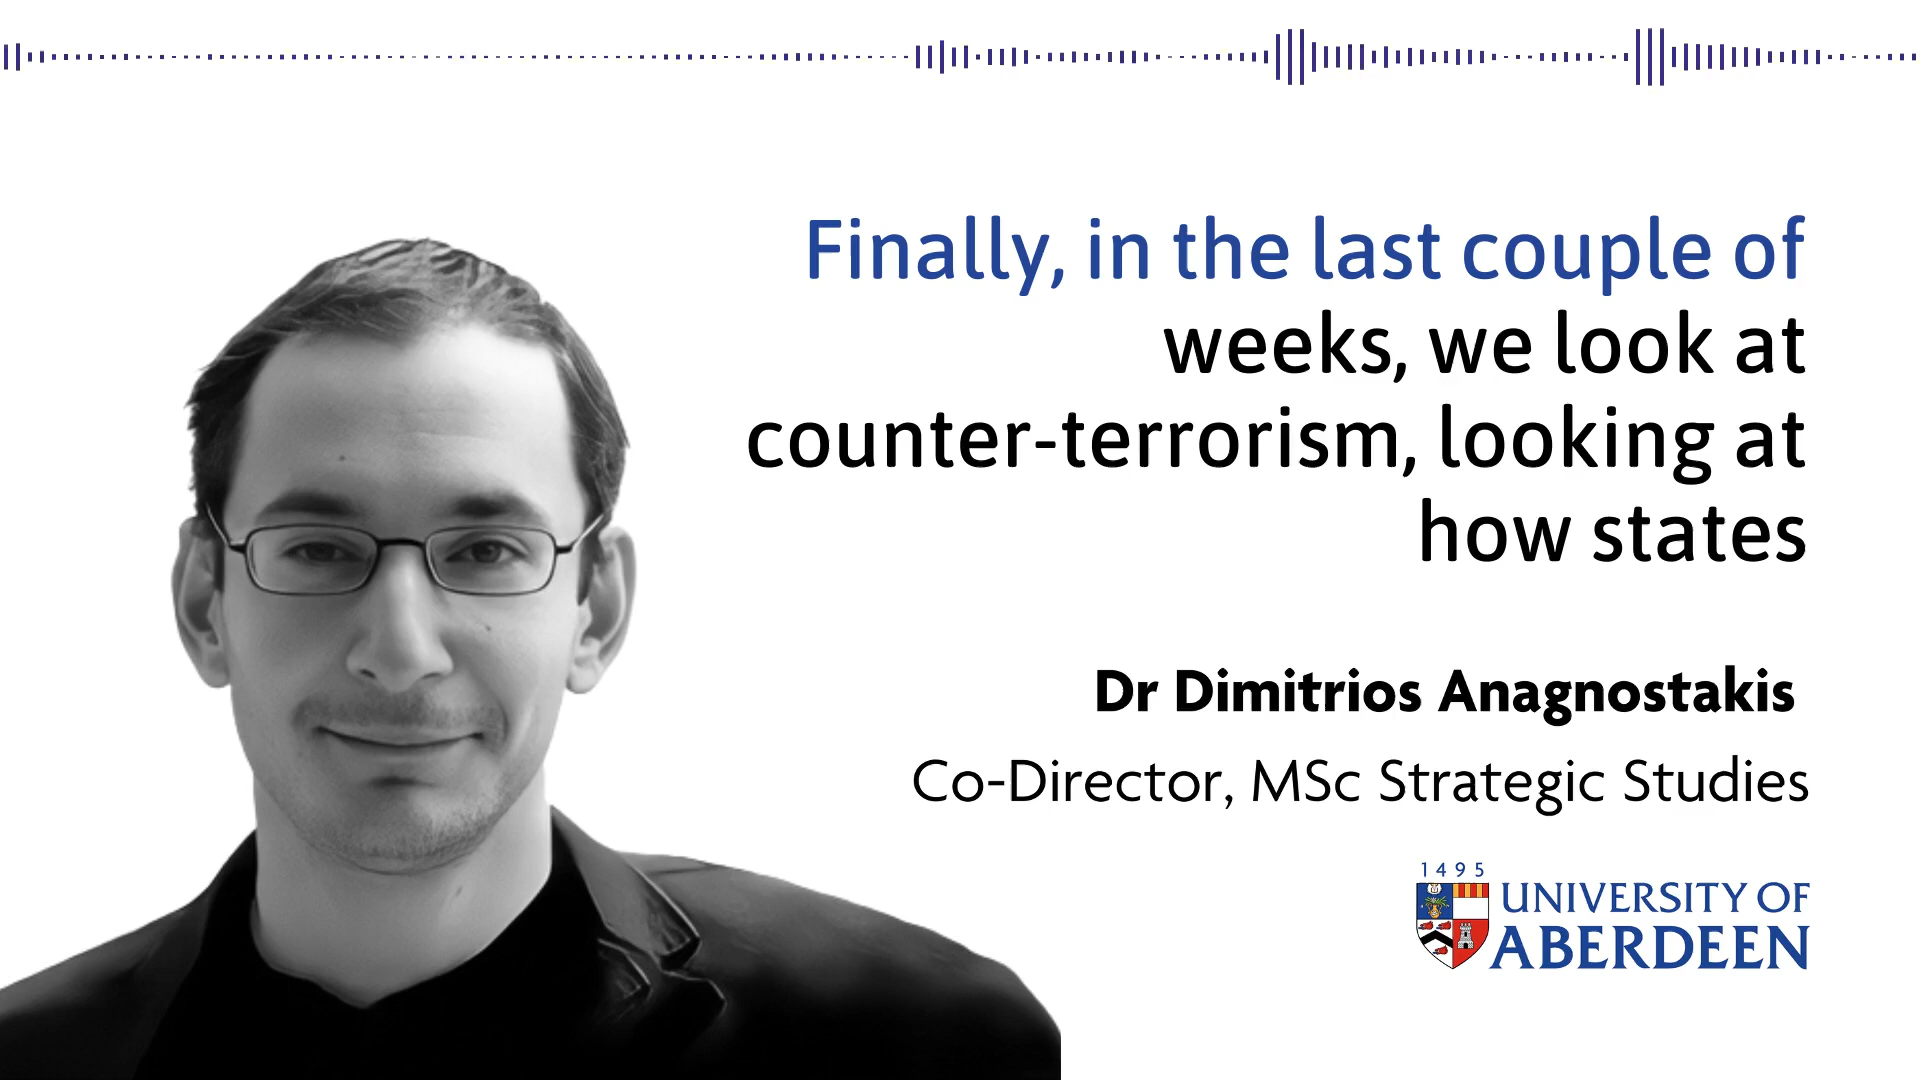 Finally, in the last couple of
weeks, we look at
counter-terrorism, looking at
how states
Dr Dimitrios Anagnostakis
Co-Director, MSc Strategic Studies
1495
UNIVERSITY OF
ABERDEEN